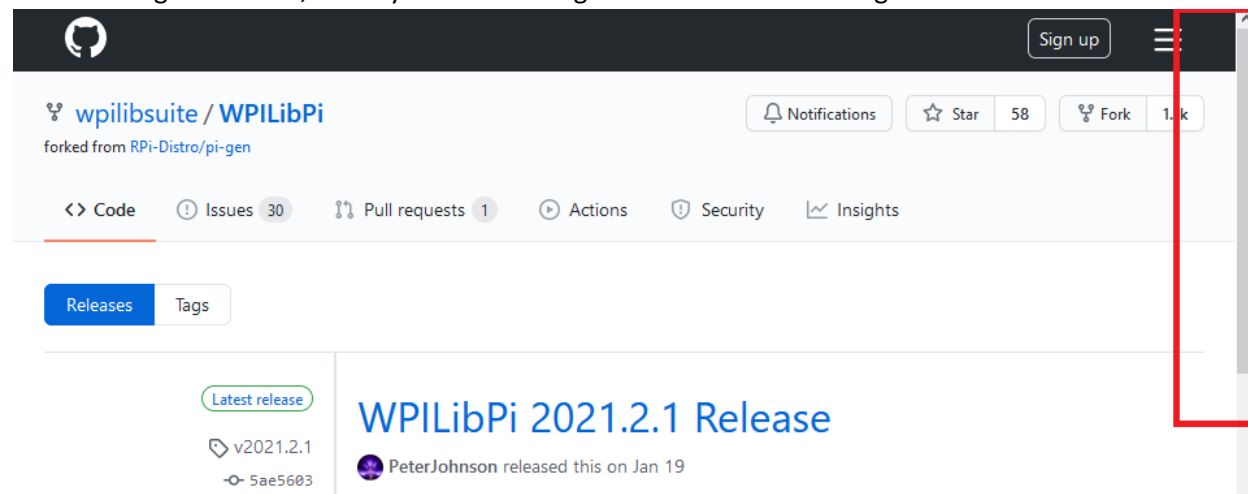 Sign up
wpilibsuite / WPILibPi
Notifications Star 58 Fork
forked from RPi-Distro/pi-gen
Code Issues 30 Pull requests 1 Actions Security Insights
Releases Tags
Latest release
WPILibPi 2021.2.1 Release
v2021.2.1
PeterJohnson released this on Jan 19
5ae5603